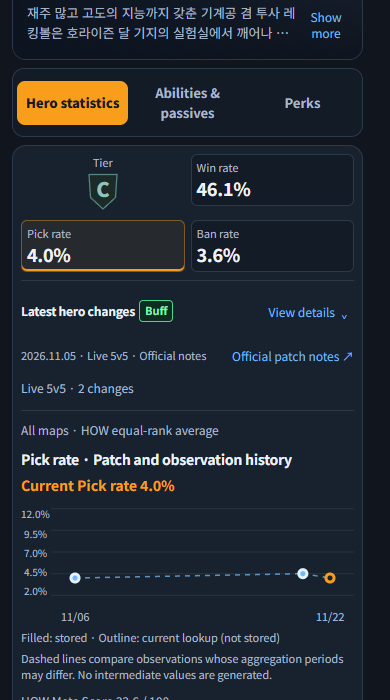 재주 많고 고도의 지능까지 갖춘 기계공 겸 투사 레
킹볼은 호라이즌 달 기지의 실험실에서 깨어나 …
Show
more
Hero statistics
Abilities &
passives
Perks
Tier
C
Win rate
46.1%
Pick rate
4.0%
Ban rate
3.6%
Latest hero changes
Buff
View details ⌄
2026.11.05 · Live 5v5 · Official notes
Official patch notes ↗
Live 5v5 · 2 changes
All maps · HOW equal-rank average
Pick rate · Patch and observation history
Current Pick rate 4.0%
12.0%
9.5%
7.0%
4.5%
2.0%
11/06
11/22
Filled: stored · Outline: current lookup (not stored)
Dashed lines compare observations whose aggregation periods
may differ. No intermediate values are generated.